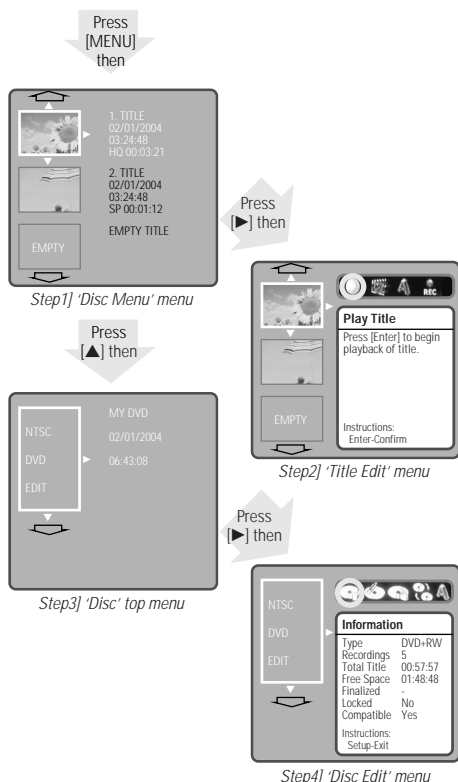 Press
[MENU]
then
1. TITLE
02/01/2004
03:24:48
HQ 00:03:21
2. TITLE
02/01/2004
03:24:48
SP 00:01:12
EMPTY
EMPTY TITLE
Step1] 'Disc Menu' menu
Press
[▶] then
REC
Play Title
Press [Enter] to begin
playback of title.
EMPTY
Instructions:
Enter-Confirm
Step2] 'Title Edit' menu
Press
[▲] then
NTSC
DVD
EDIT
MY DVD
02/01/2004
06:43:08
Step3] 'Disc' top menu
Press
[▶] then
NTSC
DVD
EDIT
A
Information
Type DVD+RW
Recordings 5
Total Title 00:57:57
Free Space 01:48:48
Finalized -
Locked No
Compatible Yes
Instructions:
Setup-Exit
Step4] 'Disc Edit' menu